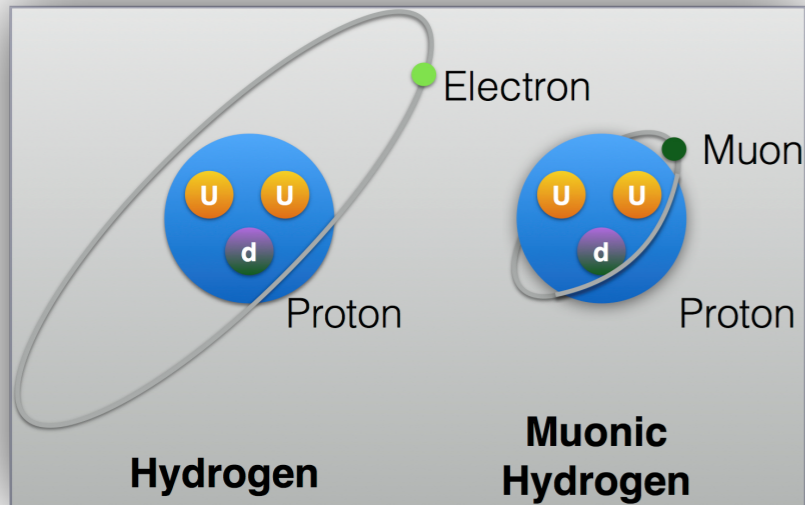 Electron
Muon
U U
d
Proton
U U
d
Proton
Hydrogen
Muonic
Hydrogen